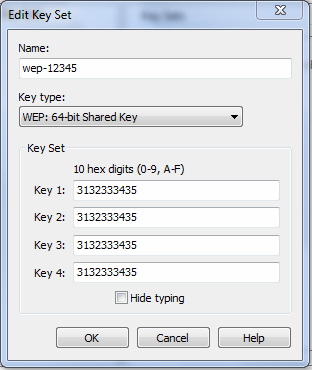 Edit Key Set
Name:
wep-12345
Key type:
WEP: 64-bit Shared Key
Key Set
10 hex digits (0-9, A-F)
Key 1: 3132333435
Key 2: 3132333435
Key 3: 3132333435
Key 4: 3132333435
Hide typing
OK Cancel Help